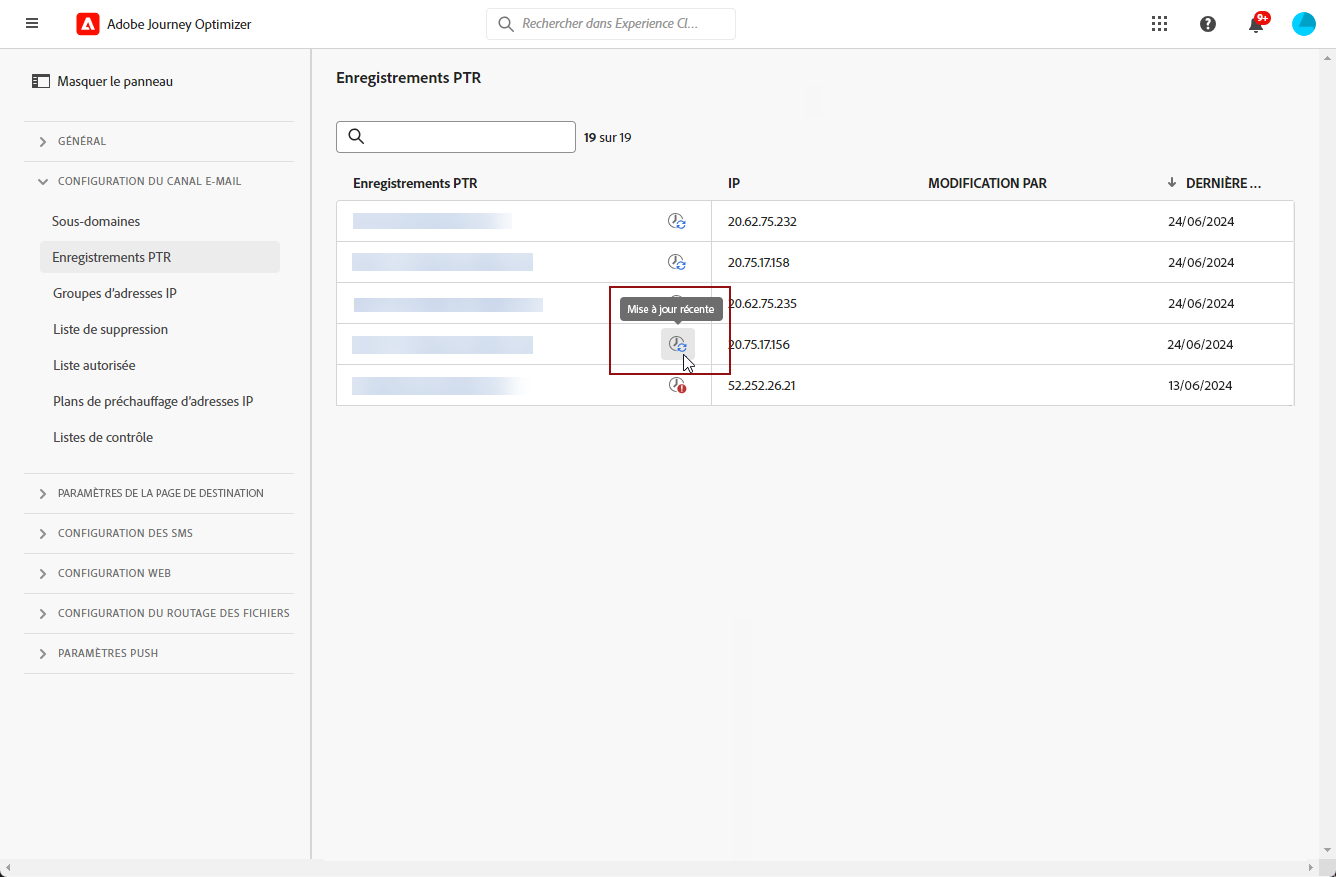 Adobe Journey Optimizer
Rechercher dans Experience Cl...
9+
Masquer le panneau
GÉNÉRAL
CONFIGURATION DU CANAL E-MAIL
Sous-domaines
Enregistrements PTR
Groupes d'adresses IP
Liste de suppression
Liste autorisée
Plans de préchauffage d'adresses IP
Listes de contrôle
PARAMÈTRES DE LA PAGE DE DESTINATION
CONFIGURATION DES SMS
CONFIGURATION WEB
CONFIGURATION DU ROUTAGE DES FICHIERS
PARAMÈTRES PUSH
Enregistrements PTR
19 sur 19
Enregistrements PTR IP MODIFICATION PAR DERNIÈRE ...
20.62.75.232 24/06/2024
20.75.17.158 24/06/2024
Mise à jour récente 20.62.75.235 24/06/2024
20.75.17.156 24/06/2024
52.252.26.21 13/06/2024